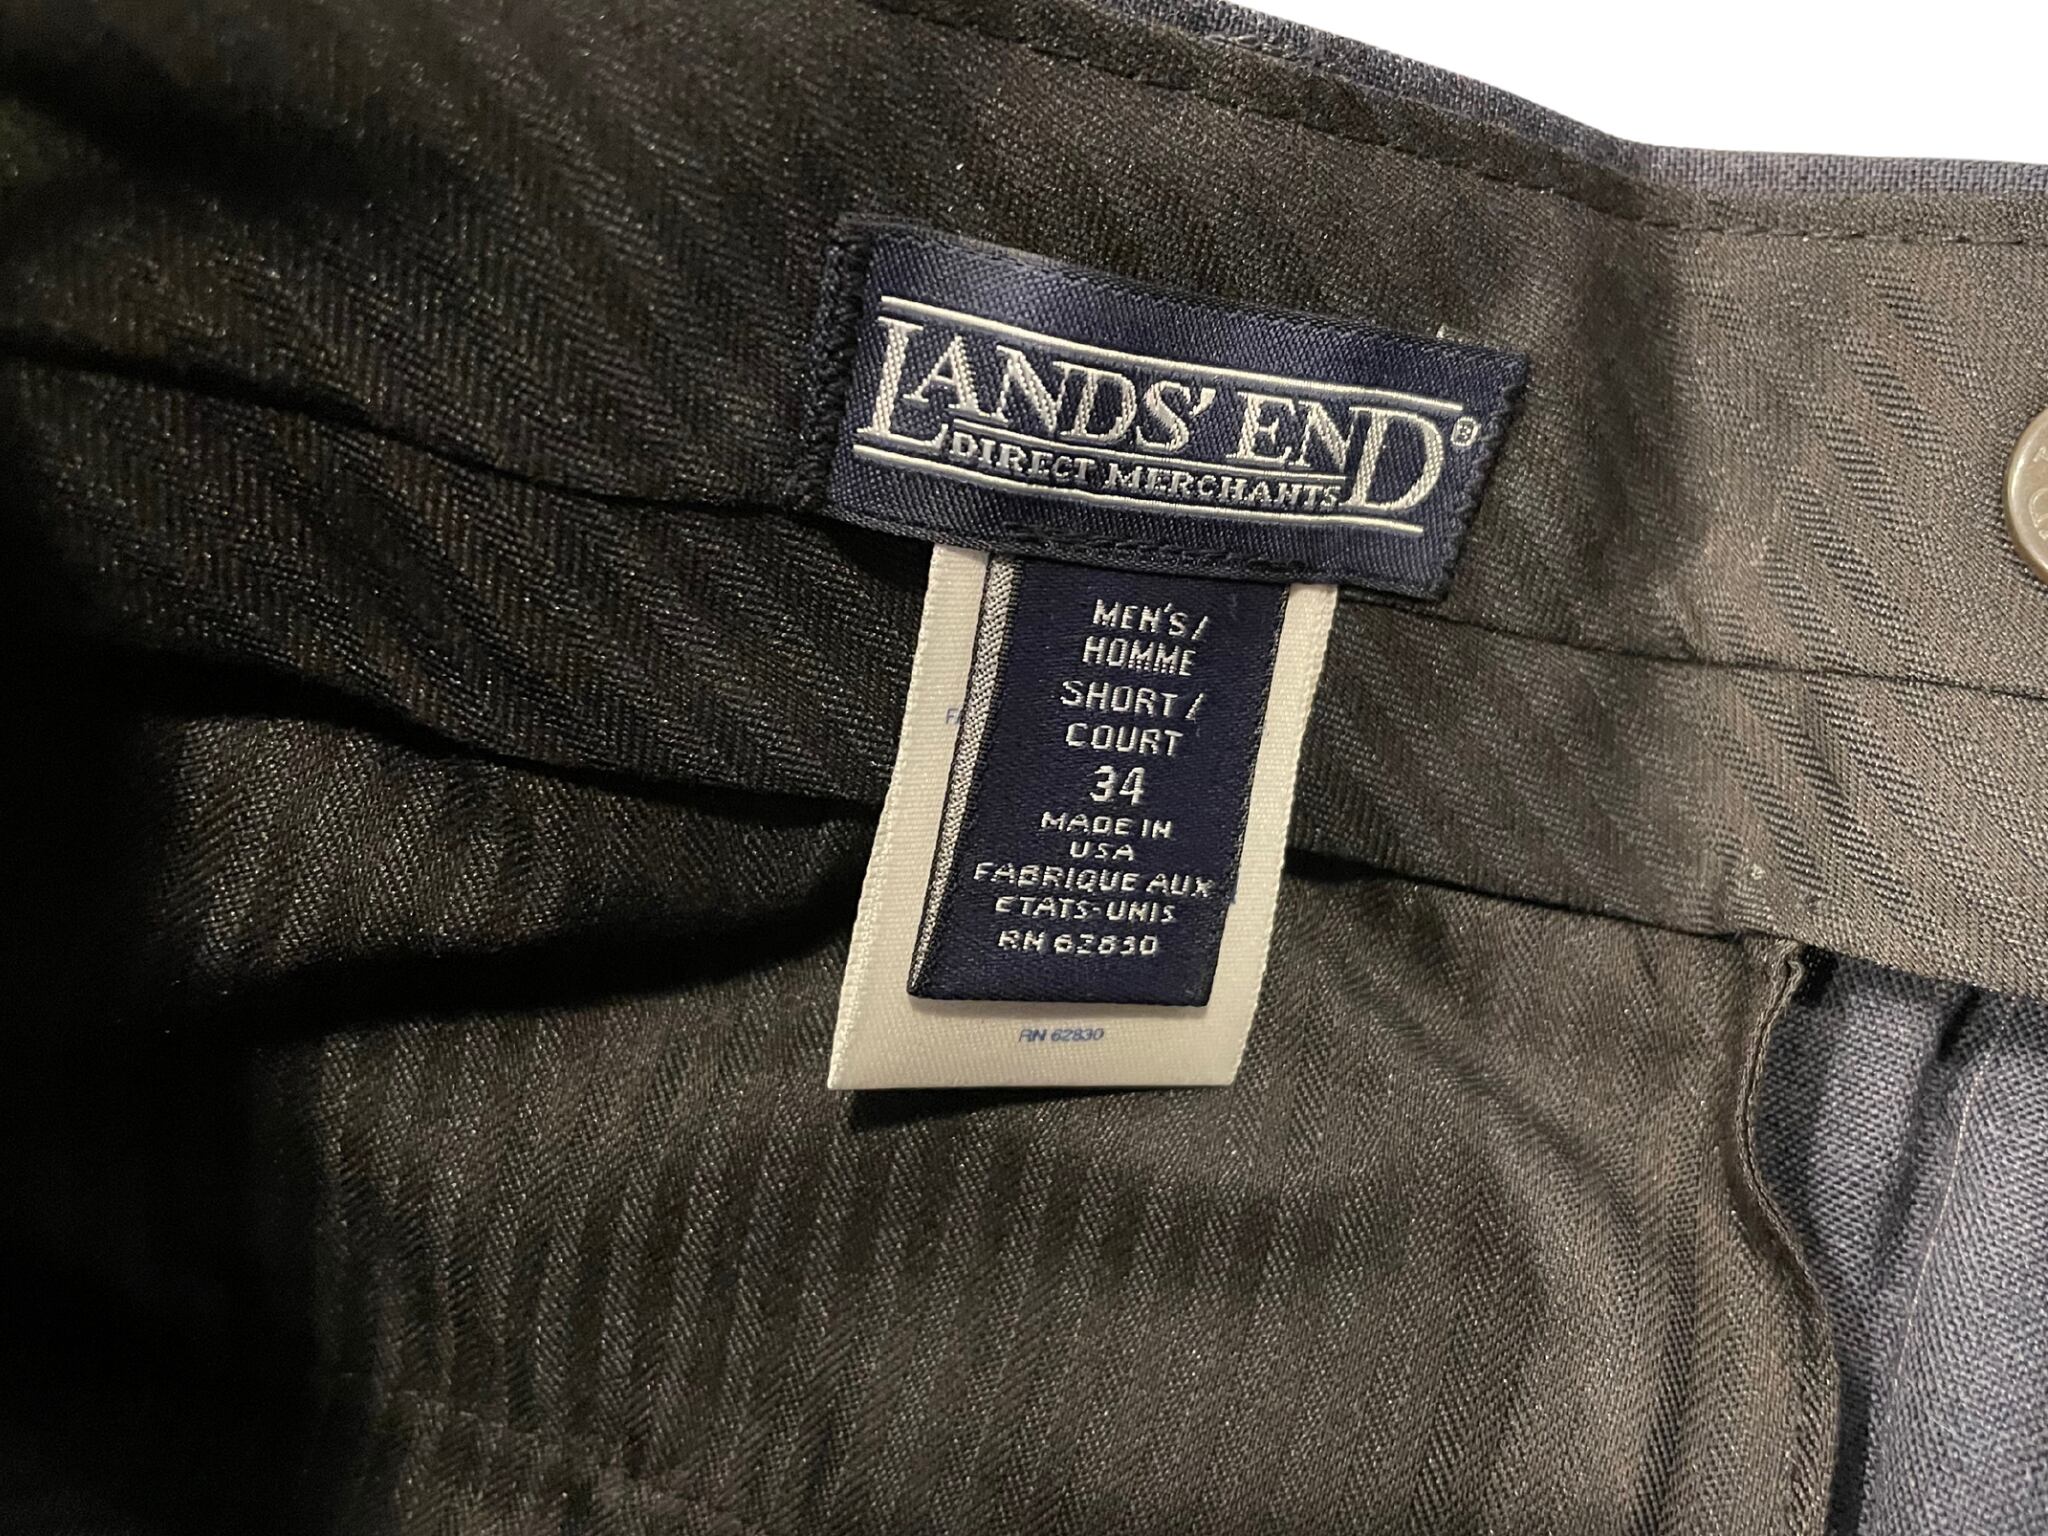 LANDS' END®
DIRECT MERCHANTS
MEN'S/
HOMME
SHORT/
COURT
34
MADE IN
USA
FABRIQUE AUX
ETATS-UNIS
RN 62830
RN 62830